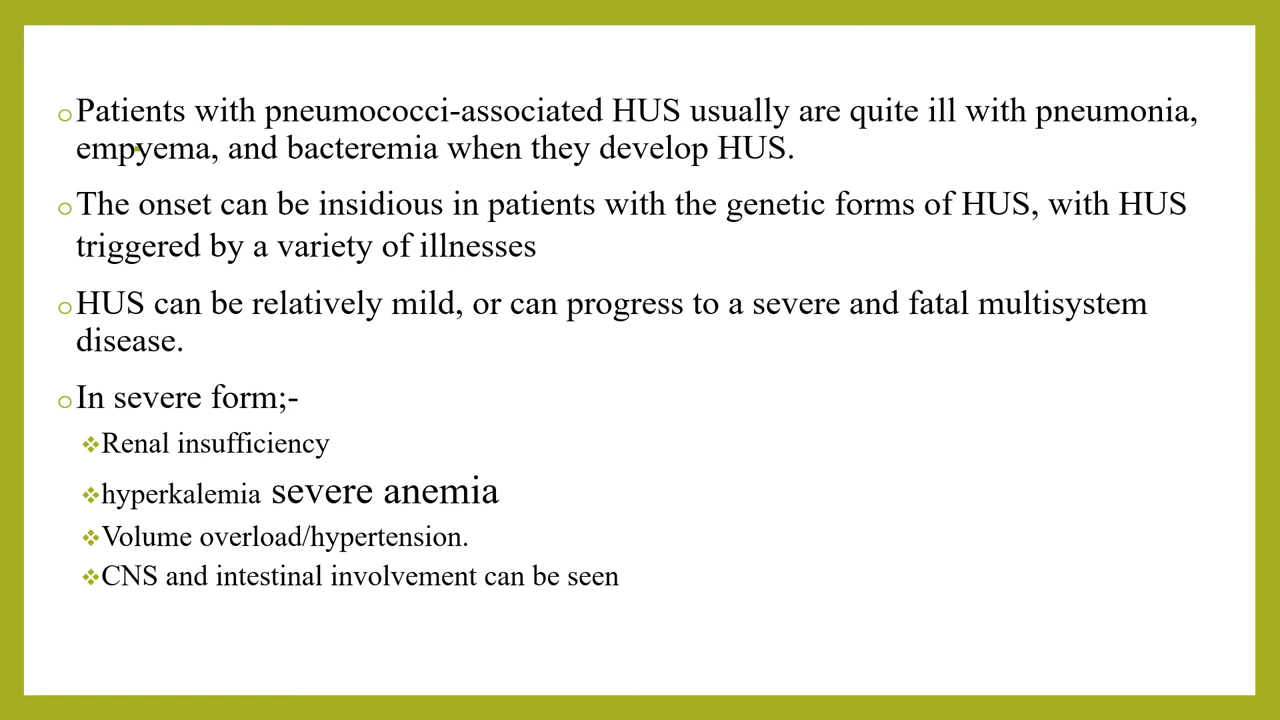 Patients with pneumococci-associated HUS usually are quite ill with pneumonia,
empyema, and bacteremia when they develop HUS.
The onset can be insidious in patients with the genetic forms of HUS, with HUS
triggered by a variety of illnesses
HUS can be relatively mild, or can progress to a severe and fatal multisystem
disease.
In severe form;-
Renal insufficiency
hyperkalemia severe anemia
Volume overload/hypertension.
CNS and intestinal involvement can be seen